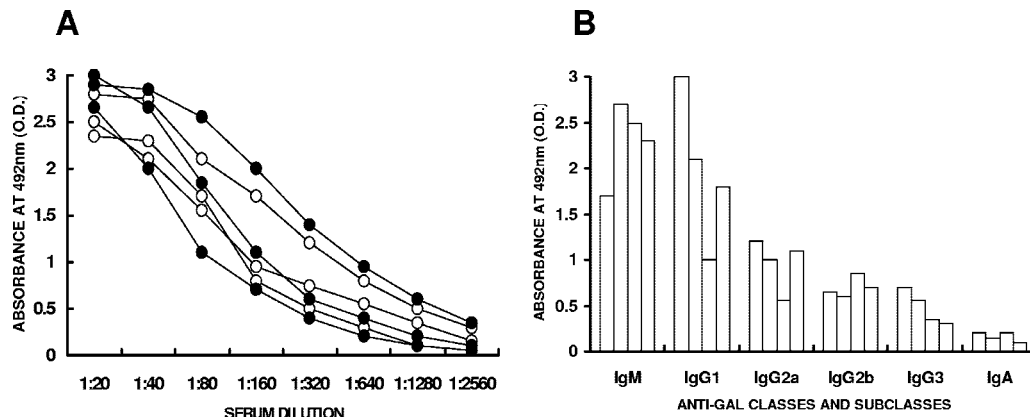 A
B
ABSORBANCE AT 492nm (O.D.)
3
2.5
2
1.5
1
0.5
0
1:20 1:40 1:80 1:160 1:320 1:640 1:1280 1:2560
SERUM DILUTION
ABSORBANCE AT 492nm (O.D.)
3
2.5
2
1.5
1
0.5
0
IgM IgG1 IgG2a IgG2b IgG3 IgA
ANTI-GAL CLASSES AND SUBCLASSES